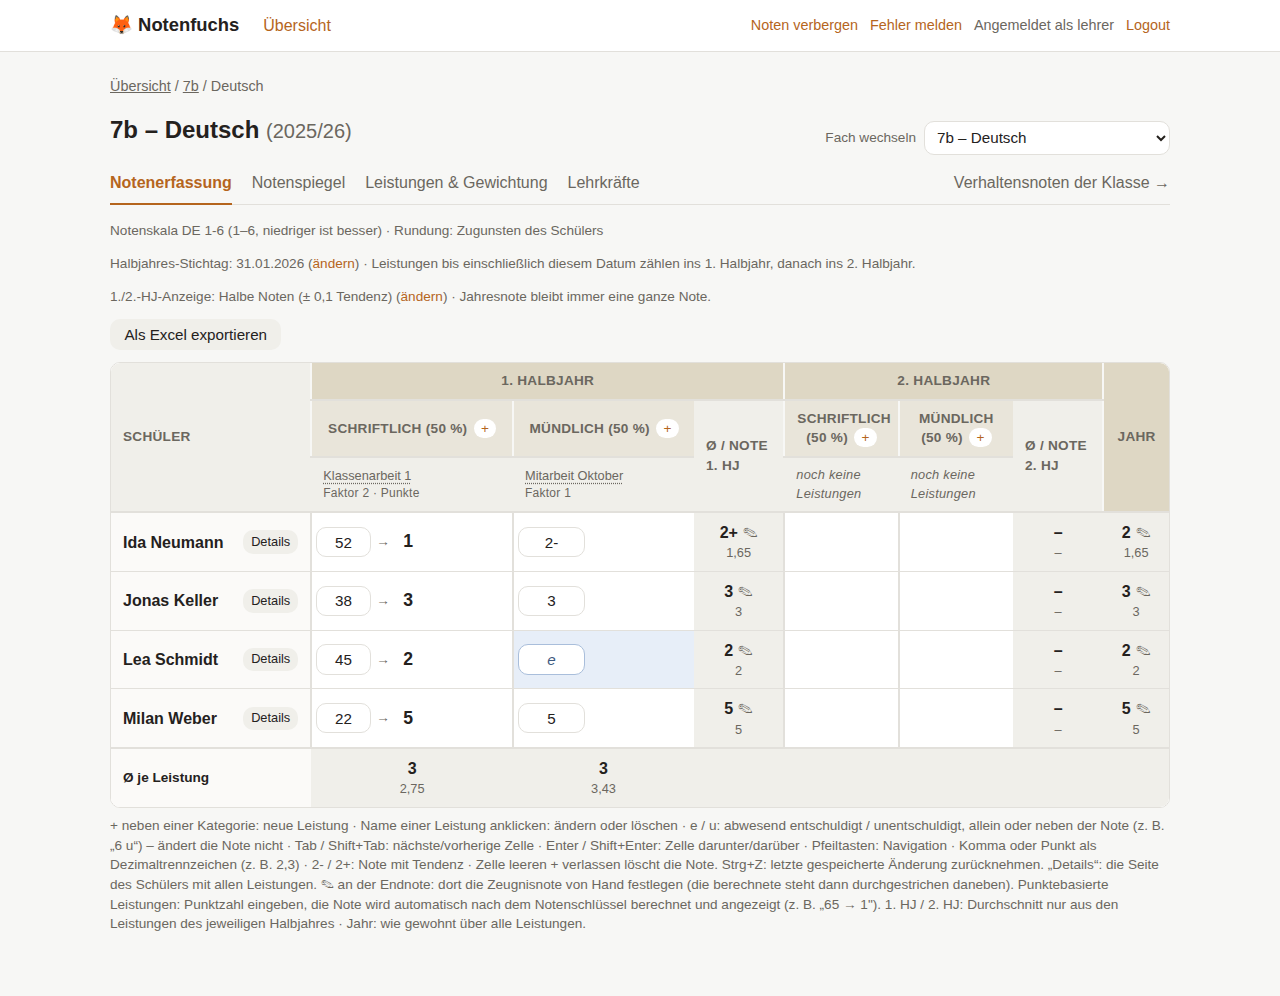 🦊 Notenfuchs Übersicht Noten verbergen Fehler melden Angemeldet als lehrer Logout
Übersicht / 7b / Deutsch
7b – Deutsch (2025/26)
Fach wechseln 7b – Deutsch
Notenerfassung Notenspiegel Leistungen & Gewichtung Lehrkräfte Verhaltensnoten der Klasse →
Notenskala DE 1-6 (1–6, niedriger ist besser) · Rundung: Zugunsten des Schülers
Halbjahres-Stichtag: 31.01.2026 (ändern) · Leistungen bis einschließlich diesem Datum zählen ins 1. Halbjahr, danach ins 2. Halbjahr.
1./2.-HJ-Anzeige: Halbe Noten (± 0,1 Tendenz) (ändern) · Jahresnote bleibt immer eine ganze Note.
Als Excel exportieren
SCHÜLER
1. HALBJAHR
2. HALBJAHR
JAHR
SCHRIFTLICH (50 %) +
MÜNDLICH (50 %) +
Ø / NOTE
1. HJ
SCHRIFTLICH
(50 %) +
MÜNDLICH
(50 %) +
Ø / NOTE
2. HJ
Klassenarbeit 1
Faktor 2 · Punkte
Mitarbeit Oktober
Faktor 1
noch keine
Leistungen
noch keine
Leistungen
Ida Neumann Details 52 → 1 2- 2+ ✎ – 2 ✎
1,65 – 1,65
Jonas Keller Details 38 → 3 3 3 ✎ – 3 ✎
3 – 3
Lea Schmidt Details 45 → 2 e 2 ✎ – 2 ✎
2 – 2
Milan Weber Details 22 → 5 5 5 ✎ – 5 ✎
5 – 5
Ø je Leistung 3 3
2,75 3,43
+ neben einer Kategorie: neue Leistung · Name einer Leistung anklicken: ändern oder löschen · e / u: abwesend entschuldigt / unentschuldigt, allein oder neben der Note (z. B.
„6 u“) – ändert die Note nicht · Tab / Shift+Tab: nächste/vorherige Zelle · Enter / Shift+Enter: Zelle darunter/darüber · Pfeiltasten: Navigation · Komma oder Punkt als
Dezimaltrennzeichen (z. B. 2,3) · 2- / 2+: Note mit Tendenz · Zelle leeren + verlassen löscht die Note. Strg+Z: letzte gespeicherte Änderung zurücknehmen. „Details“: die Seite
des Schülers mit allen Leistungen. ✎ an der Endnote: dort die Zeugnisnote von Hand festlegen (die berechnete steht dann durchgestrichen daneben). Punktebasierte
Leistungen: Punktzahl eingeben, die Note wird automatisch nach dem Notenschlüssel berechnet und angezeigt (z. B. „65 → 1"). 1. HJ / 2. HJ: Durchschnitt nur aus den
Leistungen des jeweiligen Halbjahres · Jahr: wie gewohnt über alle Leistungen.